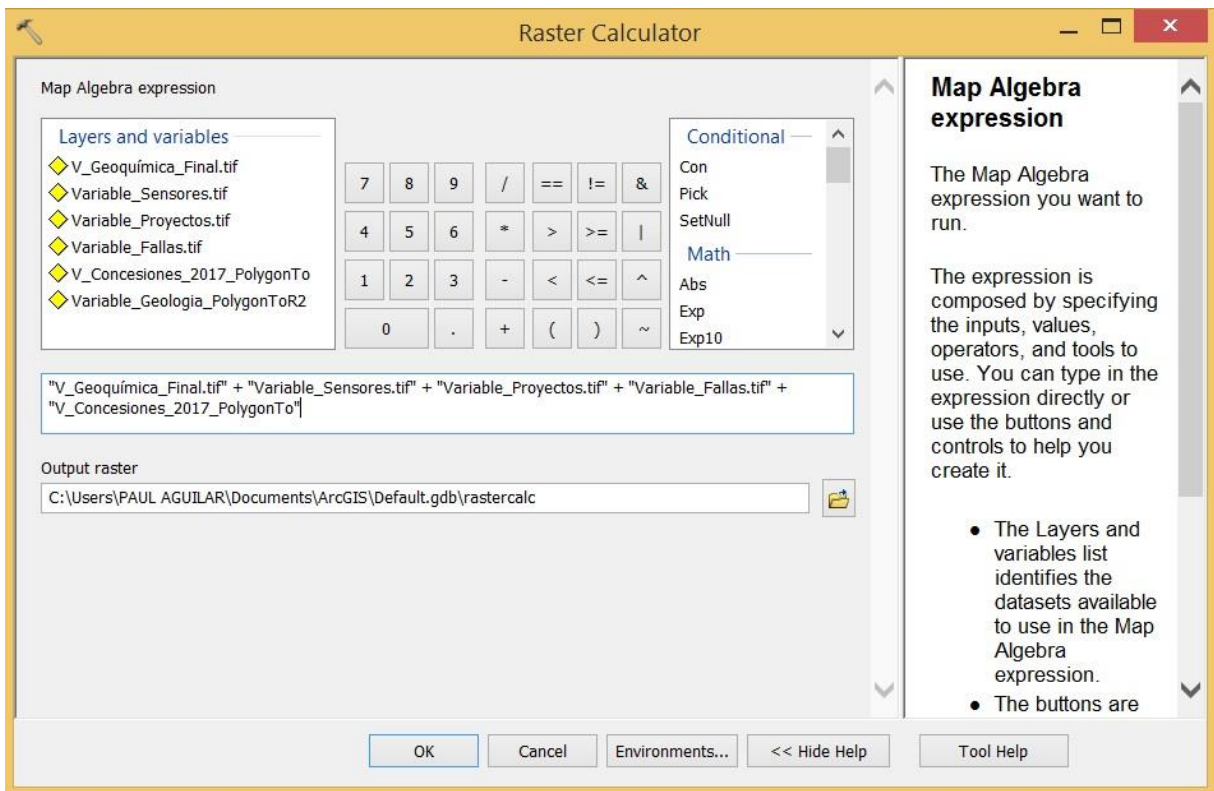 Raster Calculator
Map Algebra expression
Layers and variables
V_Geoquímica_Final.tif
Variable_Sensores.tif
Variable_Proyectos.tif
Variable_Fallas.tif
V_Concesiones_2017_PolygonTo
Variable_Geologia_PolygonToR2
7 8 9 / == != &
4 5 6 * > >= |
1 2 3 - < <= ^
0 . + ( ) ~
Conditional
Con
Pick
SetNull
Math
Abs
Exp
Exp10
"V_Geoquímica_Final.tif" + "Variable_Sensores.tif" + "Variable_Proyectos.tif" + "Variable_Fallas.tif" +
"V_Concesiones_2017_PolygonTo"
Output raster
C:\Users\PAUL AGUILAR\Documents\ArcGIS\Default.gdb\rastercalc
OK Cancel Environments... << Hide Help Tool Help
Map Algebra
expression
The Map Algebra
expression you want to
run.
The expression is
composed by specifying
the inputs, values,
operators, and tools to
use. You can type in the
expression directly or
use the buttons and
controls to help you
create it.
● The Layers and
variables list
identifies the
datasets available
to use in the Map
Algebra
expression.
● The buttons are